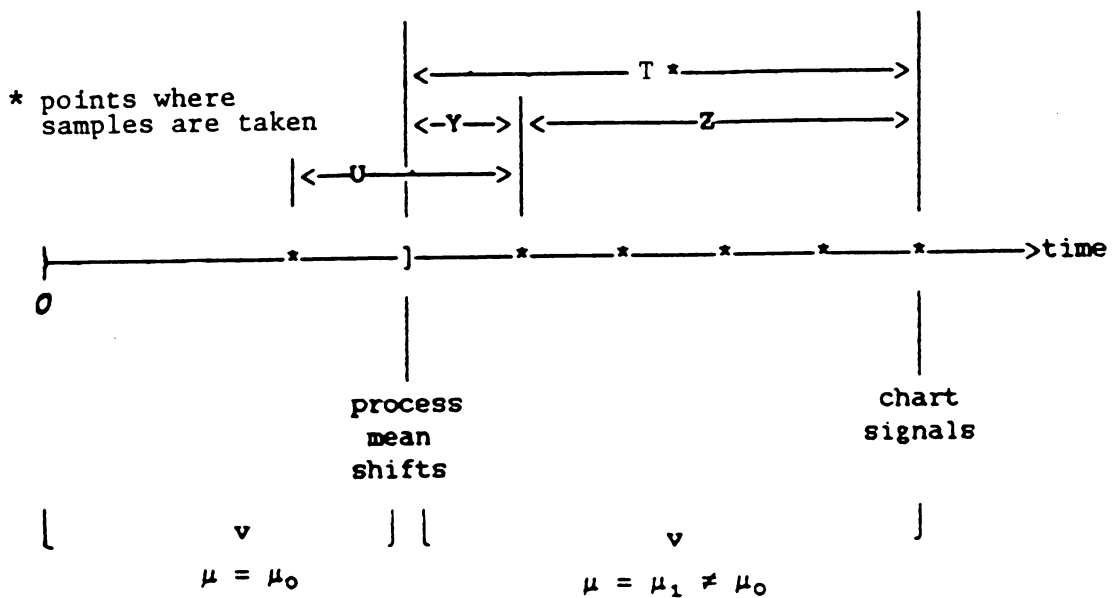 T *
* points where
samples are taken
Y
Z
U
* ] * * * * * time
0
process
mean
shifts
chart
signals
v v
μ = μ₀ μ = μ₁ ≠ μ₀